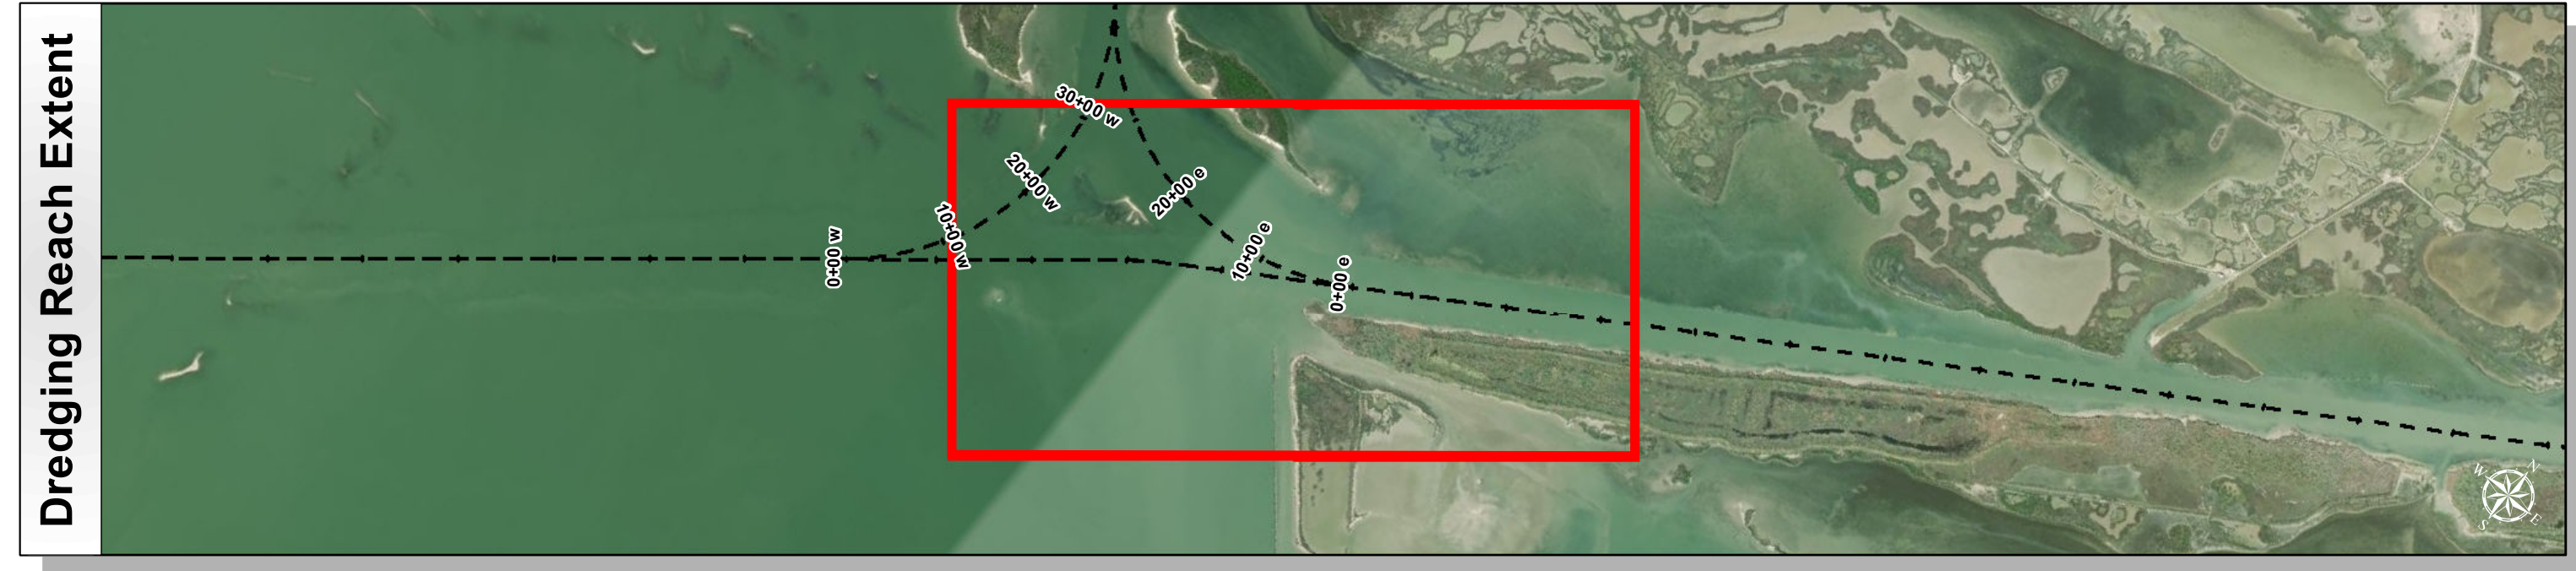 Dredging Reach Extent
30+00 w
20+00 w
20+00 e
10+00 w
10+00 e
0+00 w
0+00 e
W N
S E